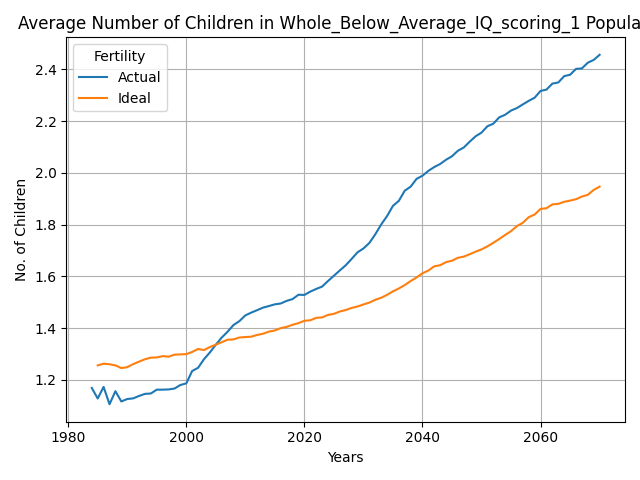 Average Number of Children in Whole_Below_Average_IQ_scoring_1 Popula
Fertility
Actual
Ideal
No. of Children
2.4
2.2
2.0
1.8
1.6
1.4
1.2
1980
2000
2020
2040
2060
Years